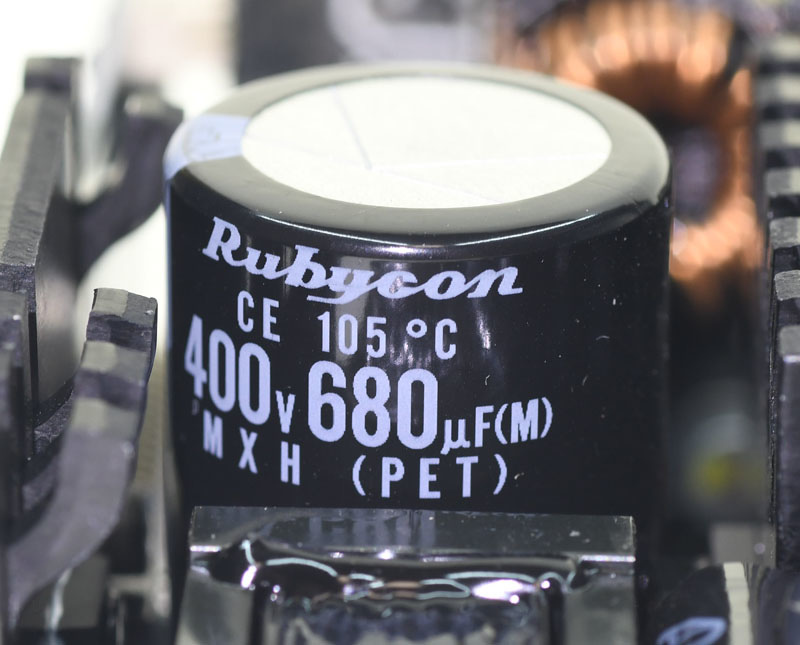 Rubycon
CE 105 °C
400V 680µF(M)
MXH (PET)